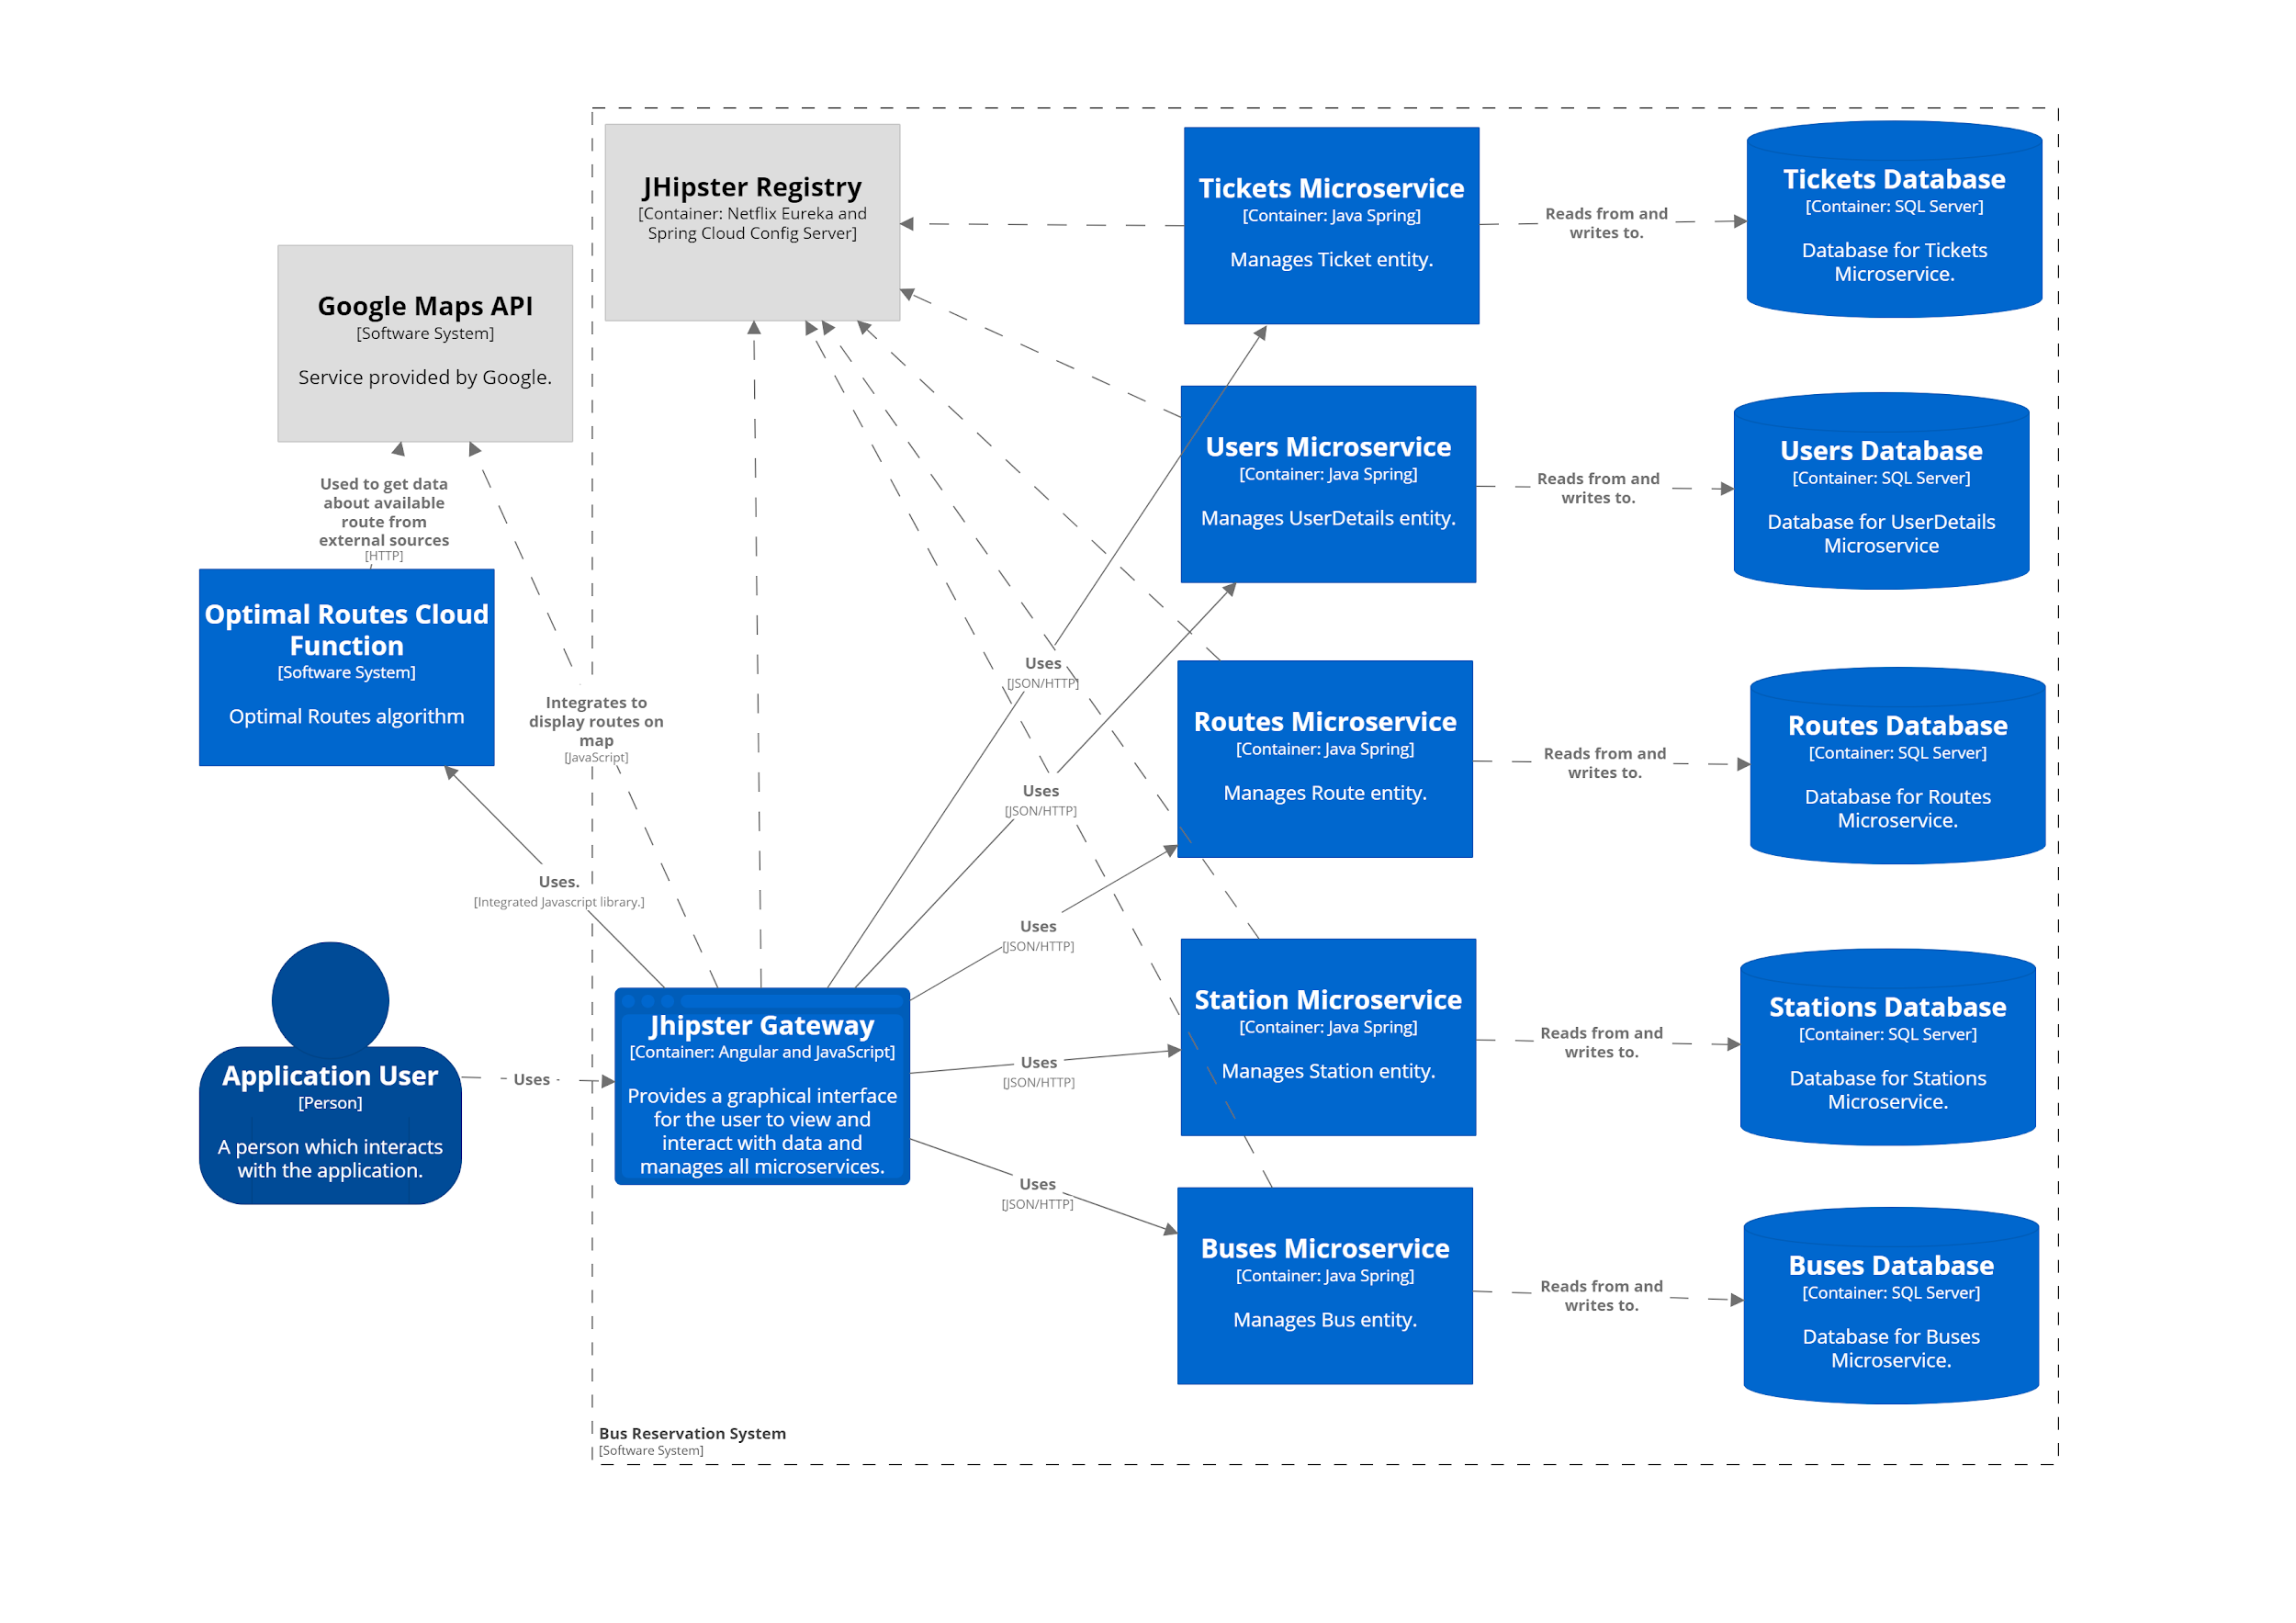 JHipster Registry
[Container: Netflix Eureka and
Spring Cloud Config Server]
Tickets Microservice
[Container: Java Spring]
Manages Ticket entity.
Reads from and
writes to.
Tickets Database
[Container: SQL Server]
Database for Tickets
Microservice.
Google Maps API
[Software System]
Service provided by Google.
Users Microservice
[Container: Java Spring]
Manages UserDetails entity.
Reads from and
writes to.
Users Database
[Container: SQL Server]
Database for UserDetails
Microservice
Used to get data
about available
route from
external sources
[HTTP]
Optimal Routes Cloud
Function
[Software System]
Optimal Routes algorithm
Integrates to
display routes on
map
[JavaScript]
Uses
[JSON/HTTP]
Routes Microservice
[Container: Java Spring]
Manages Route entity.
Reads from and
writes to.
Routes Database
[Container: SQL Server]
Database for Routes
Microservice.
Uses
[JSON/HTTP]
Uses.
[Integrated Javascript library.]
Uses
[JSON/HTTP]
Application User
[Person]
A person which interacts
with the application.
Uses
Jhipster Gateway
[Container: Angular and JavaScript]
Provides a graphical interface
for the user to view and
interact with data and
manages all microservices.
Uses
[JSON/HTTP]
Station Microservice
[Container: Java Spring]
Manages Station entity.
Reads from and
writes to.
Stations Database
[Container: SQL Server]
Database for Stations
Microservice.
Uses
[JSON/HTTP]
Buses Microservice
[Container: Java Spring]
Manages Bus entity.
Reads from and
writes to.
Buses Database
[Container: SQL Server]
Database for Buses
Microservice.
Bus Reservation System
[Software System]